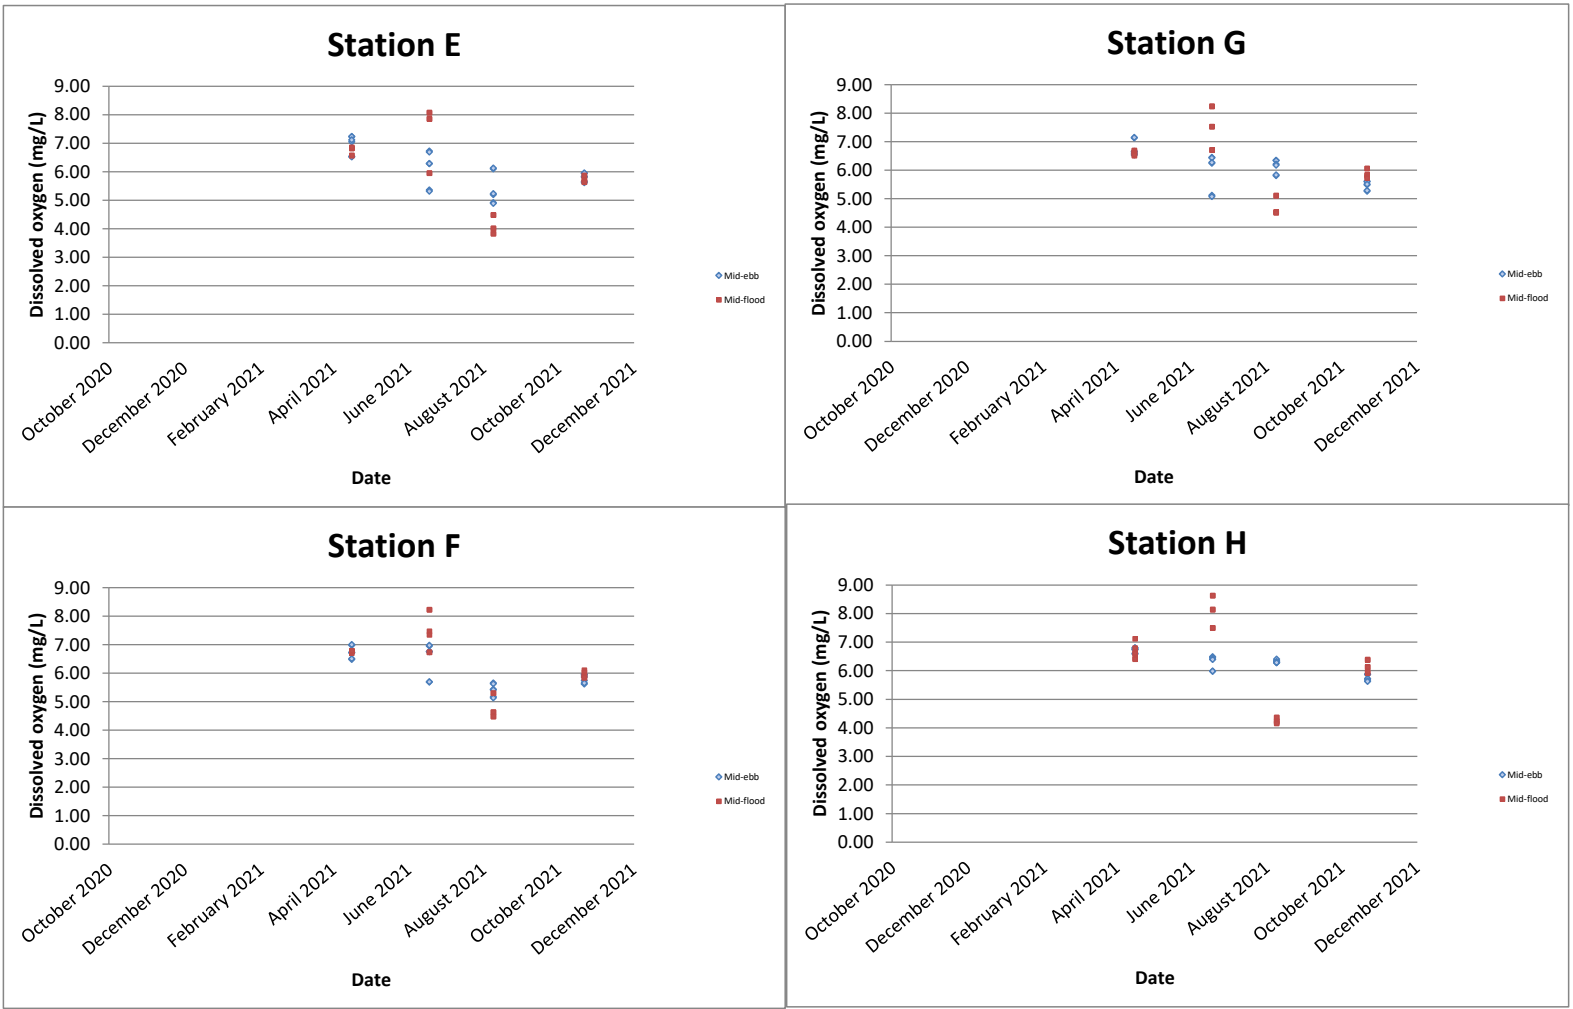 Station E
Dissolved oxygen (mg/L)
9.00
8.00
7.00
6.00
5.00
4.00
3.00
2.00
1.00
0.00
October 2020
December 2020
February 2021
April 2021
June 2021
August 2021
October 2021
December 2021
Date
Mid-ebb
Mid-flood
Station G
Dissolved oxygen (mg/L)
9.00
8.00
7.00
6.00
5.00
4.00
3.00
2.00
1.00
0.00
October 2020
December 2020
February 2021
April 2021
June 2021
August 2021
October 2021
December 2021
Date
Mid-ebb
Mid-flood
Station F
Dissolved oxygen (mg/L)
9.00
8.00
7.00
6.00
5.00
4.00
3.00
2.00
1.00
0.00
October 2020
December 2020
February 2021
April 2021
June 2021
August 2021
October 2021
December 2021
Date
Mid-ebb
Mid-flood
Station H
Dissolved oxygen (mg/L)
9.00
8.00
7.00
6.00
5.00
4.00
3.00
2.00
1.00
0.00
October 2020
December 2020
February 2021
April 2021
June 2021
August 2021
October 2021
December 2021
Date
Mid-ebb
Mid-flood